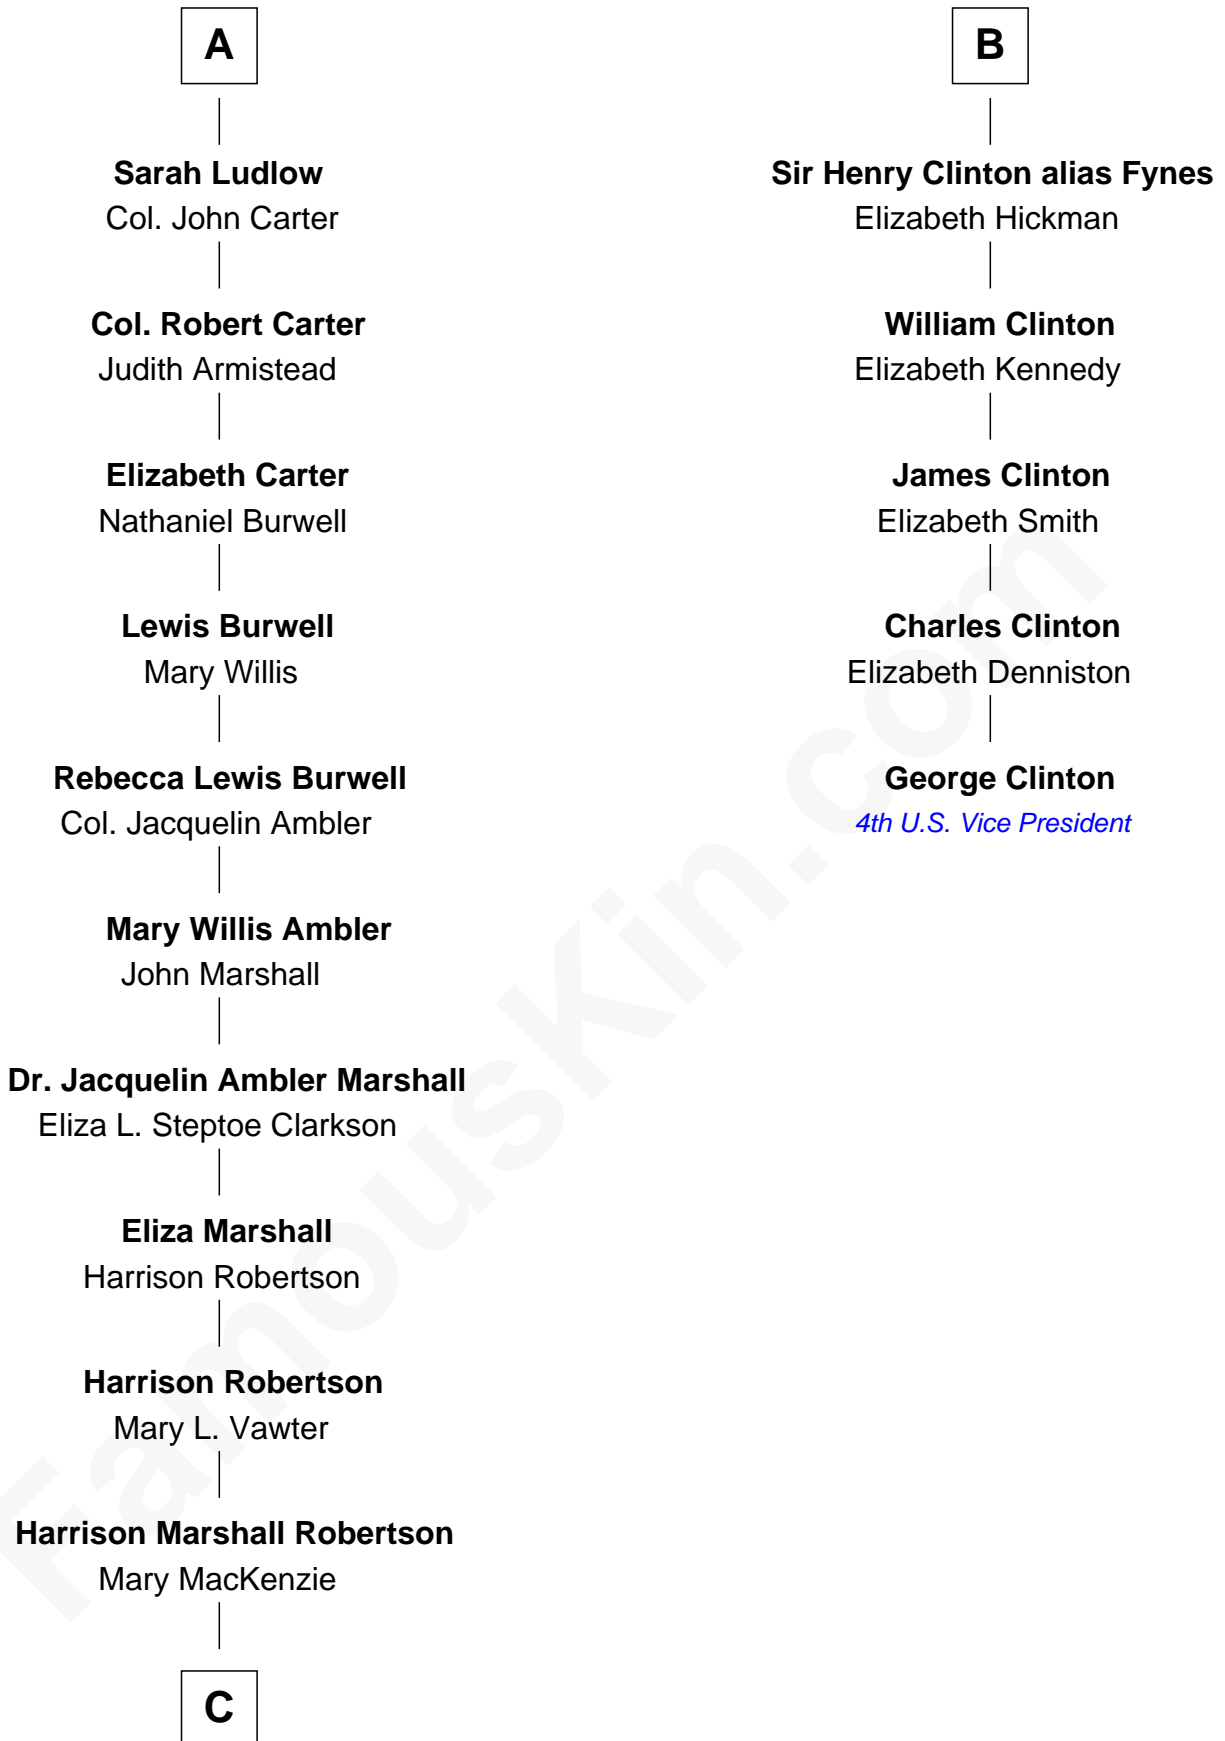 A
Sarah Ludlow
Col. John Carter
Col. Robert Carter
Judith Armistead
Elizabeth Carter
Nathaniel Burwell
Lewis Burwell
Mary Willis
Rebecca Lewis Burwell
Col. Jacquelin Ambler
Mary Willis Ambler
John Marshall
Dr. Jacquelin Ambler Marshall
Eliza L. Steptoe Clarkson
Eliza Marshall
Harrison Robertson
Harrison Robertson
Mary L. Vawter
Harrison Marshall Robertson
Mary MacKenzie
C
B
Sir Henry Clinton alias Fynes
Elizabeth Hickman
William Clinton
Elizabeth Kennedy
James Clinton
Elizabeth Smith
Charles Clinton
Elizabeth Denniston
George Clinton
4th U.S. Vice President
FamousKin.com